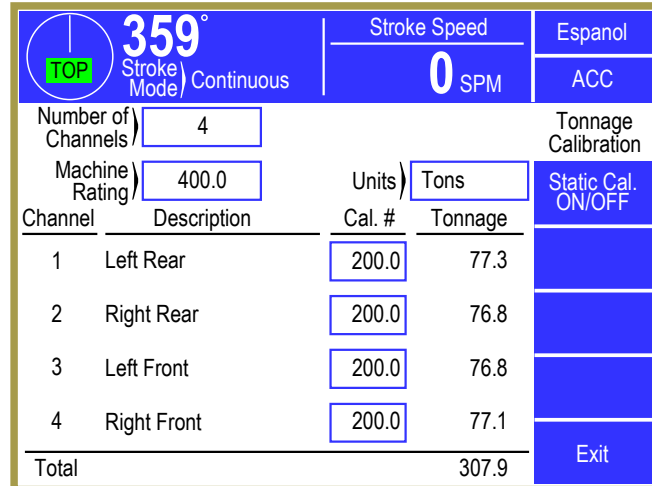 TOP
359°
Stroke Mode) Continuous
Stroke Speed
0 SPM
Espanol
ACC
Number of Channels) 4
Machine Rating) 400.0
Units) Tons
Tonnage Calibration
Static Cal. ON/OFF
Channel Description Cal. # Tonnage
1 Left Rear 200.0 77.3
2 Right Rear 200.0 76.8
3 Left Front 200.0 76.8
4 Right Front 200.0 77.1
Total 307.9
Exit